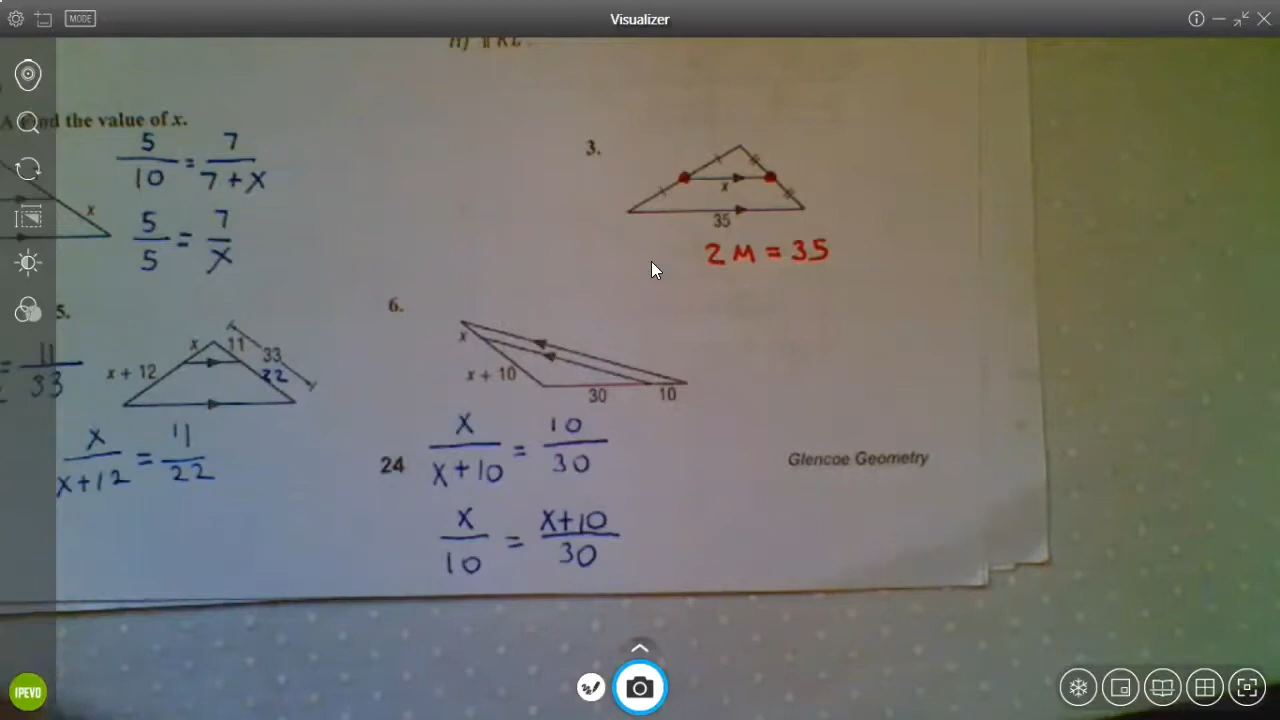 MODE
Visualizer
nd the value of x.
5/10 = 7/7+x
5/5 = 7/x
x
3.
x
35
2M = 35
5.
= 11/33
x + 12
x
11
33
22
x/x+12 = 11/22
6.
x
x + 10
30
10
x/x+10 = 10/30
24
Glencoe Geometry
x/10 = x+10/30
IPEVO